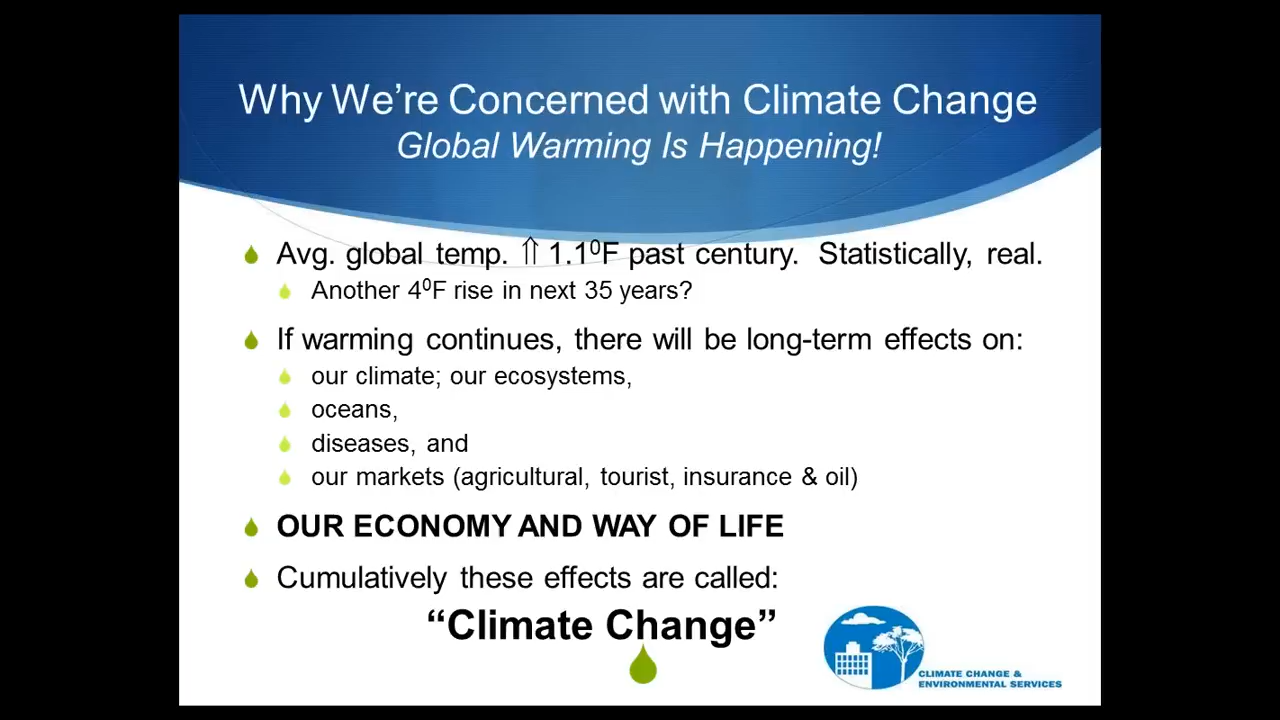 Why We’re Concerned with Climate Change
Global Warming Is Happening!
Avg. global temp. ⇑ 1.1⁰F past century. Statistically, real.
Another 4⁰F rise in next 35 years?
If warming continues, there will be long-term effects on:
our climate; our ecosystems,
oceans,
diseases, and
our markets (agricultural, tourist, insurance & oil)
OUR ECONOMY AND WAY OF LIFE
Cumulatively these effects are called:
“Climate Change”
CLIMATE CHANGE &
ENVIRONMENTAL SERVICES